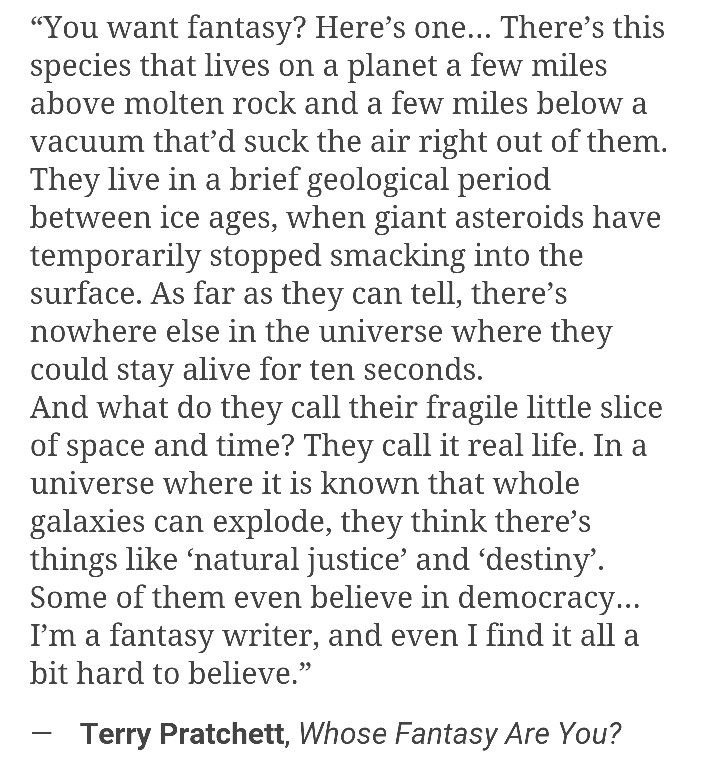 “You want fantasy? Here’s one... There’s this
species that lives on a planet a few miles
above molten rock and a few miles below a
vacuum that’d suck the air right out of them.
They live in a brief geological period
between ice ages, when giant asteroids have
temporarily stopped smacking into the
surface. As far as they can tell, there’s
nowhere else in the universe where they
could stay alive for ten seconds.
And what do they call their fragile little slice
of space and time? They call it real life. In a
universe where it is known that whole
galaxies can explode, they think there’s
things like ‘natural justice’ and ‘destiny’.
Some of them even believe in democracy...
I’m a fantasy writer, and even I find it all a
bit hard to believe.”
— Terry Pratchett, Whose Fantasy Are You?